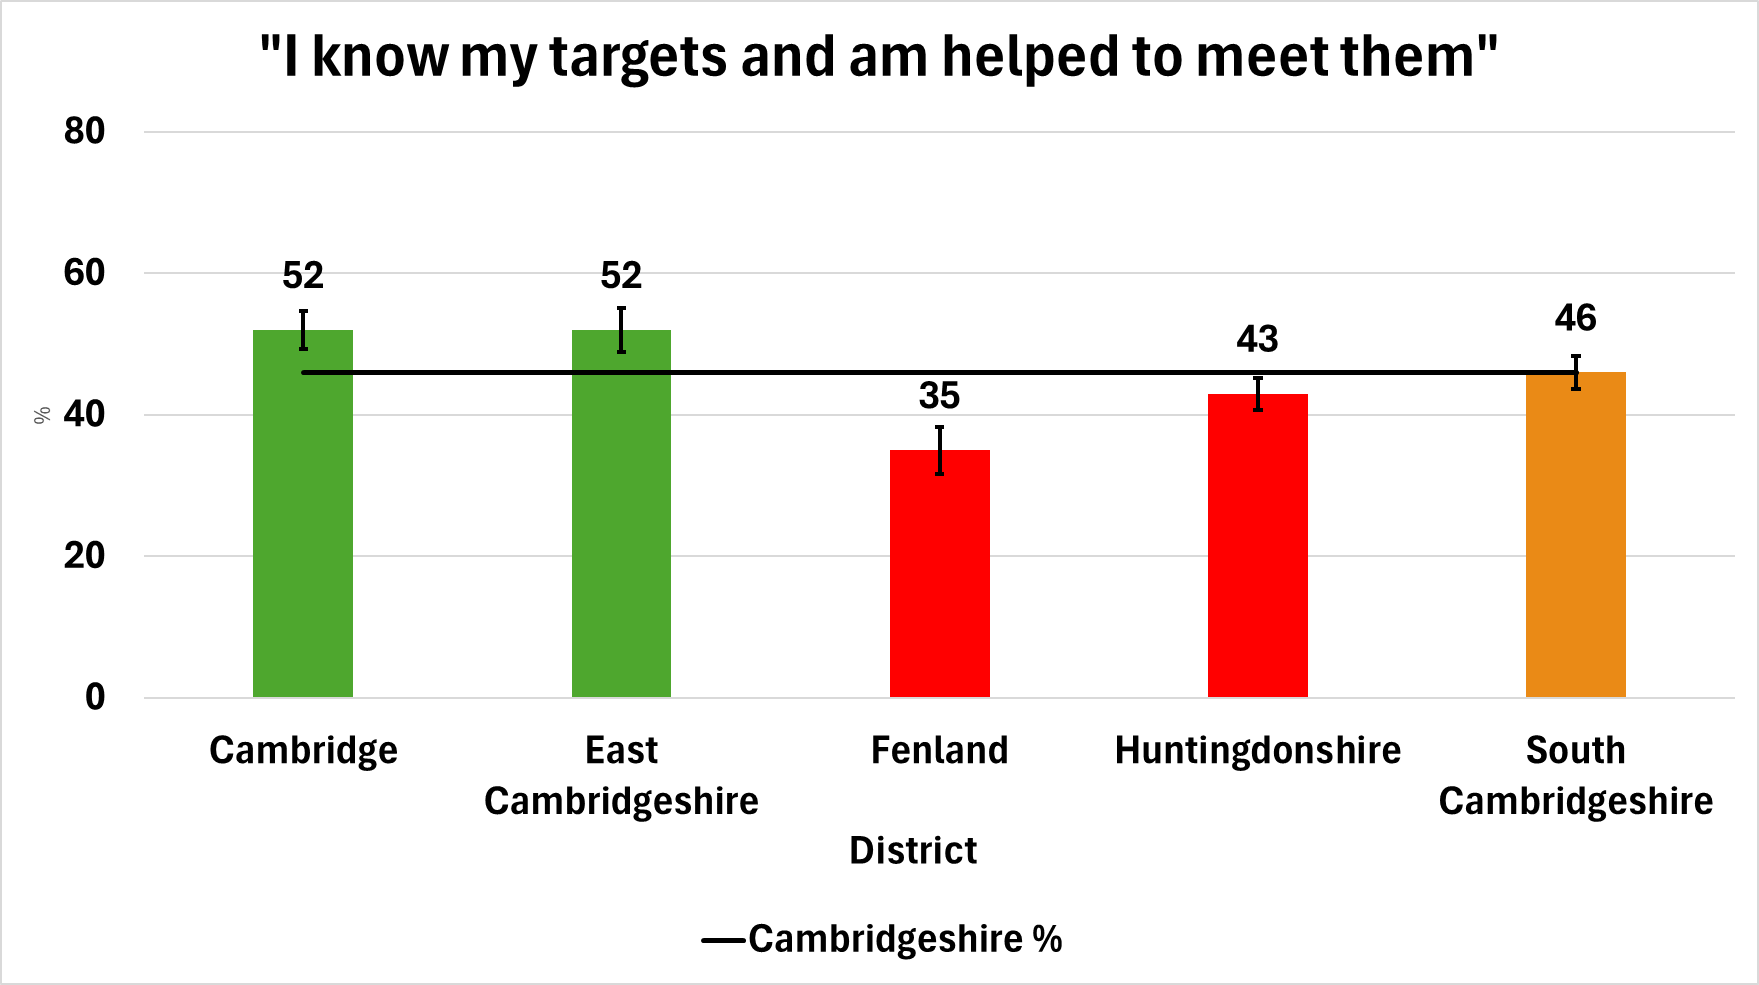 "I know my targets and am helped to meet them"
80
60
40
20
0
%
52
52
35
43
46
Cambridge
East
Cambridgeshire
Fenland
Huntingdonshire
South
Cambridgeshire
District
Cambridgeshire %